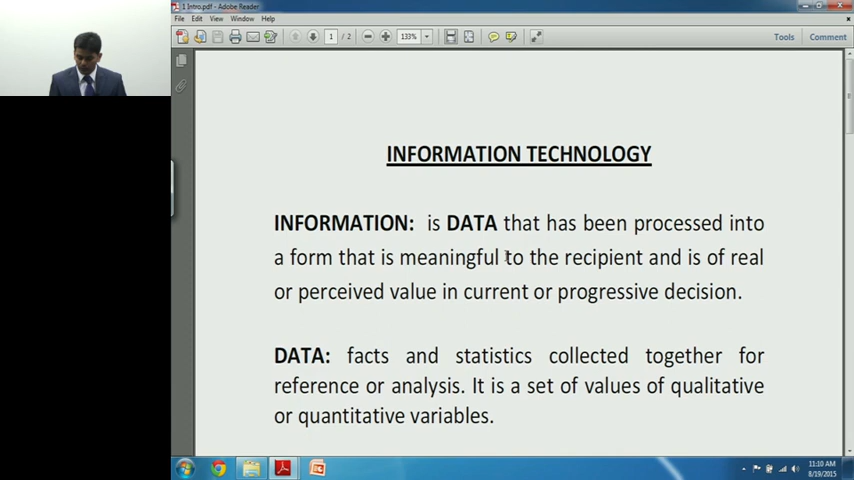 1 Intro.pdf - Adobe Reader
File Edit View Window Help
1 / 2 133% Tools Comment
INFORMATION TECHNOLOGY
INFORMATION: is DATA that has been processed into
a form that is meaningful to the recipient and is of real
or perceived value in current or progressive decision.
DATA: facts and statistics collected together for
reference or analysis. It is a set of values of qualitative
or quantitative variables.
11:10 AM
8/19/2015